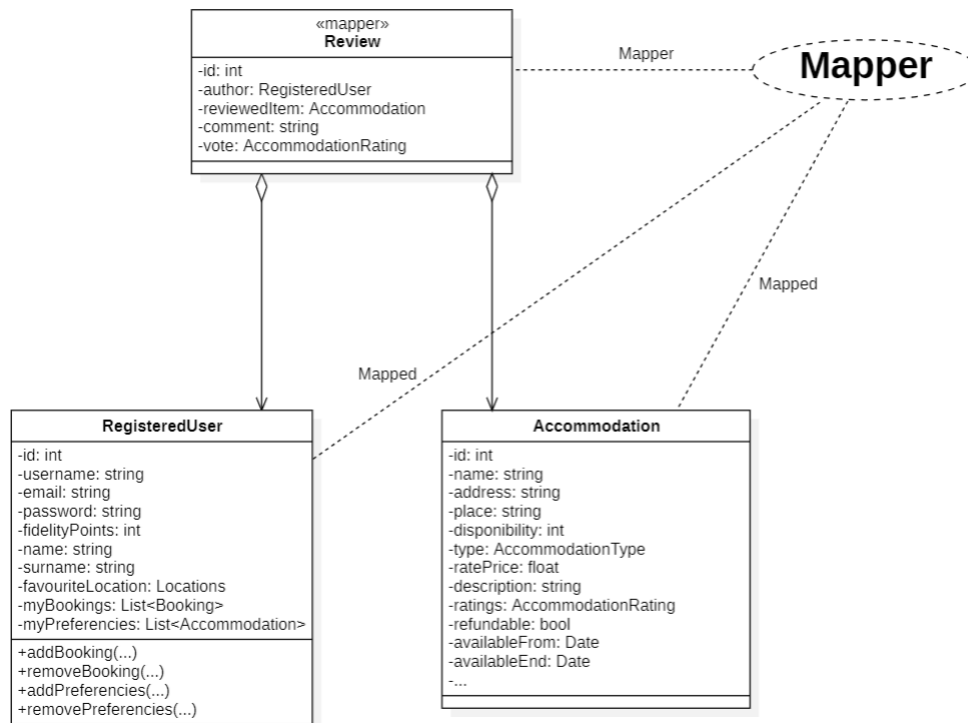 «mapper»
Review
-id: int
-author: RegisteredUser
-reviewedItem: Accommodation
-comment: string
-vote: AccommodationRating
Mapper
Mapper
Mapped
Mapped
RegisteredUser
-id: int
-username: string
-email: string
-password: string
-fidelityPoints: int
-name: string
-surname: string
-favouriteLocation: Locations
-myBookings: List<Booking>
-myPreferencies: List<Accommodation>
+addBooking(...)
+removeBooking(...)
+addPreferencies(...)
+removePreferencies(...)
Accommodation
-id: int
-name: string
-address: string
-place: string
-disponibility: int
-type: AccommodationType
-ratePrice: float
-description: string
-ratings: AccommodationRating
-refundable: bool
-availableFrom: Date
-availableEnd: Date
-...